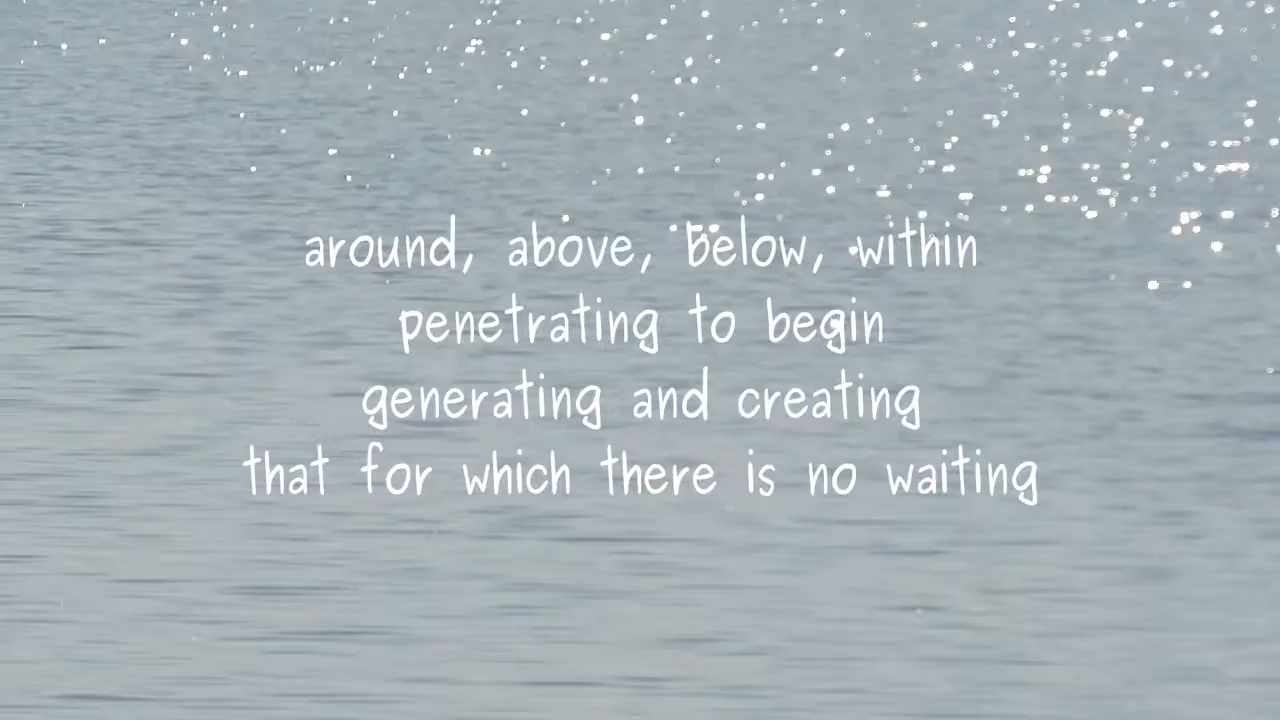 around, above, below, within
penetrating to begin
generating and creating
that for which there is no waiting